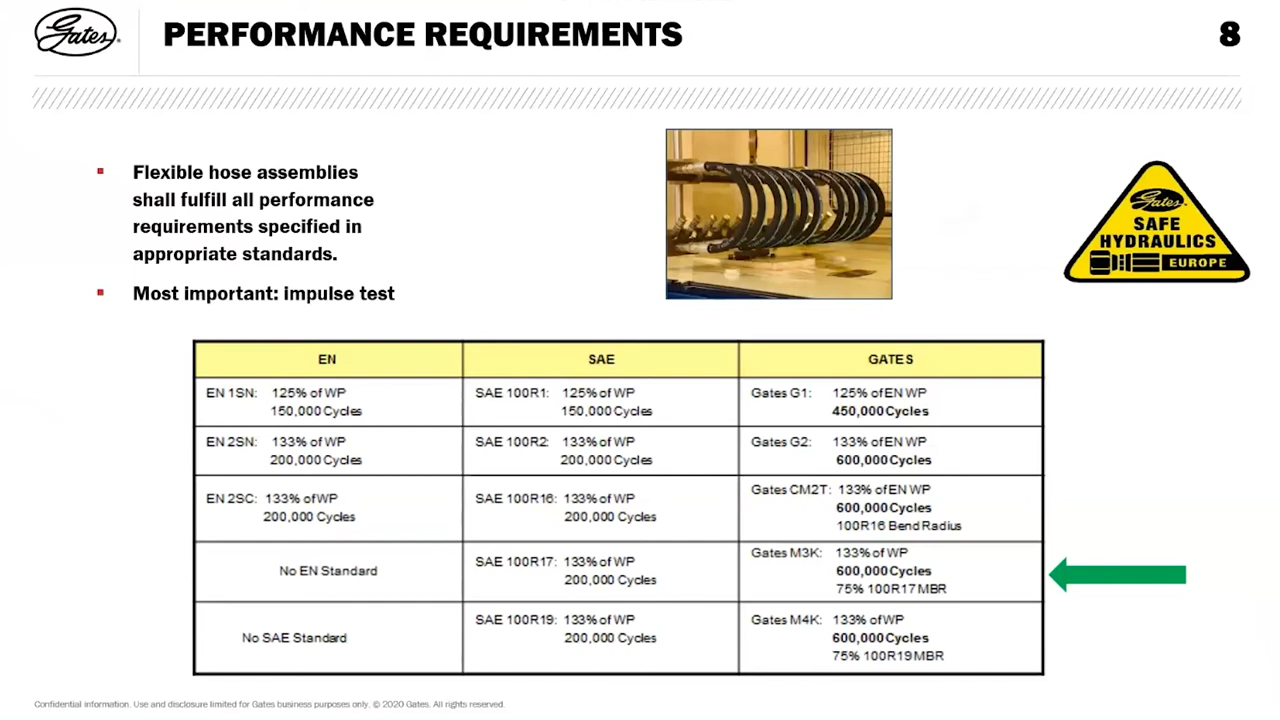 Gates
PERFORMANCE REQUIREMENTS
8
Flexible hose assemblies
shall fulfill all performance
requirements specified in
appropriate standards.
Most important: impulse test
Gates
SAFE
HYDRAULICS
EUROPE
EN
SAE
GATES
EN 1SN: 125% of WP
150,000 Cycles
SAE 100R1: 125% of WP
150,000 Cycles
Gates G1: 125% of EN WP
450,000 Cycles
EN 2SN: 133% of WP
200,000 Cycles
SAE 100R2: 133% of WP
200,000 Cycles
Gates G2: 133% of EN WP
600,000 Cycles
EN 2SC: 133% of WP
200,000 Cycles
SAE 100R16: 133% of WP
200,000 Cycles
Gates CM2T: 133% of EN WP
600,000 Cycles
100R16 Bend Radius
No EN Standard
SAE 100R17: 133% of WP
200,000 Cycles
Gates M3K: 133% of WP
600,000 Cycles
75% 100R17 MBR
No SAE Standard
SAE 100R19: 133% of WP
200,000 Cycles
Gates M4K: 133% of WP
600,000 Cycles
75% 100R19 MBR
Confidential information. Use and disclosure limited for Gates business purposes only. © 2020 Gates. All rights reserved.